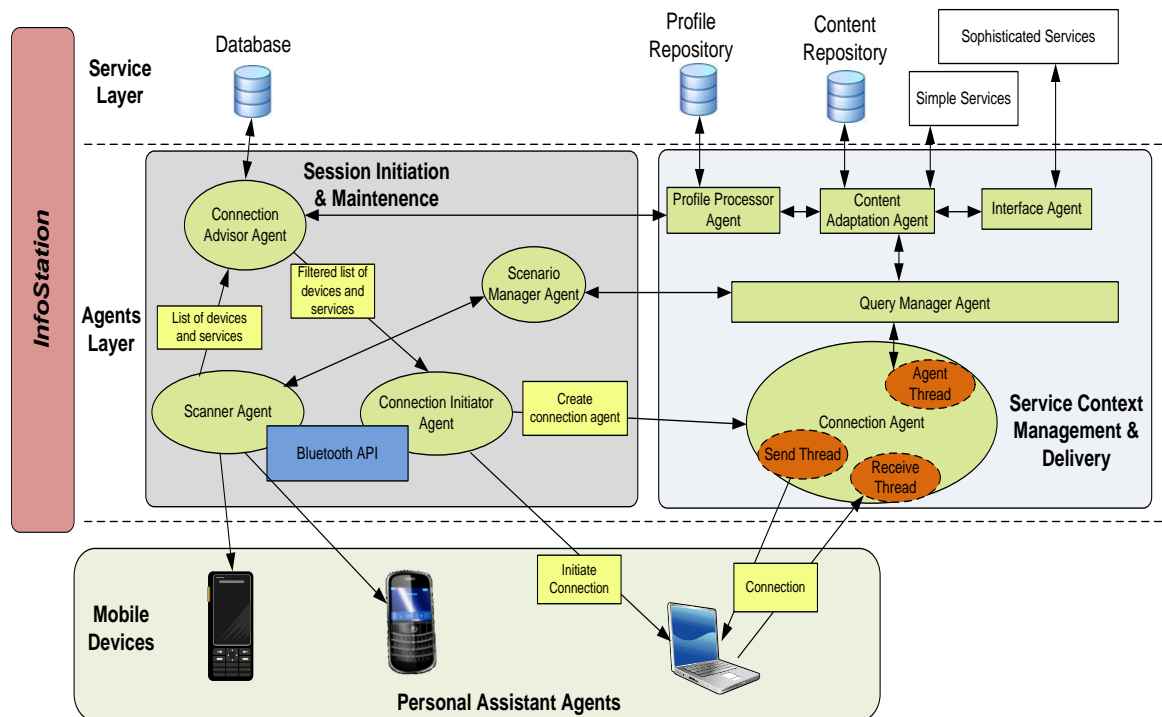 InfoStation
Service
Layer
Database
Profile
Repository
Content
Repository
Sophisticated Services
Simple Services
Agents
Layer
Session Initiation
& Maintenence
Connection
Advisor Agent
Filtered list of
devices and
services
List of devices
and services
Scenario
Manager Agent
Scanner Agent
Connection Initiator
Agent
Bluetooth API
Create
connection agent
Profile Processor
Agent
Content
Adaptation Agent
Interface Agent
Query Manager Agent
Agent
Thread
Connection Agent
Send Thread
Receive
Thread
Service Context
Management &
Delivery
Initiate
Connection
Connection
Mobile
Devices
Personal Assistant Agents